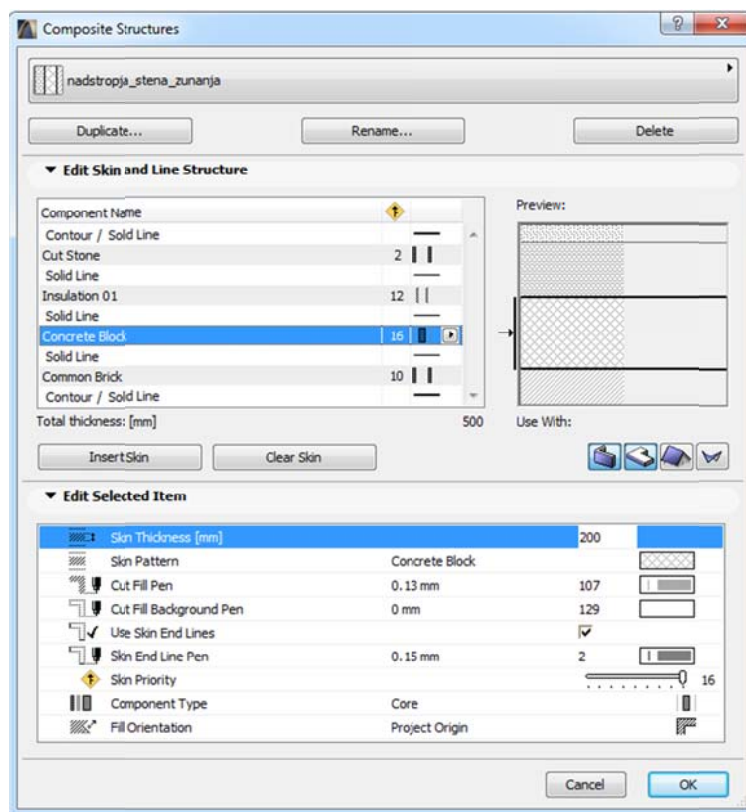 Composite Structures
nadstropja_stena_zunanja
Duplicate... Rename... Delete
Edit Skin and Line Structure
Component Name
Preview:
Contour / Sold Line
Cut Stone 2
Solid Line
Insulation 01 12
Solid Line
Concrete Block 16
Solid Line
Common Brick 10
Contour / Sold Line
Total thickness: [mm] 500 Use With:
Insert Skin Clear Skin
Edit Selected Item
Skn Thickness [mm] 200
Skn Pattern Concrete Block
Cut Fill Pen 0.13 mm 107
Cut Fill Background Pen 0 mm 129
Use Skin End Lines
Skn End Line Pen 0.15 mm 2
Skn Priority 16
Component Type Core
Fill Orientation Project Origin
Cancel OK